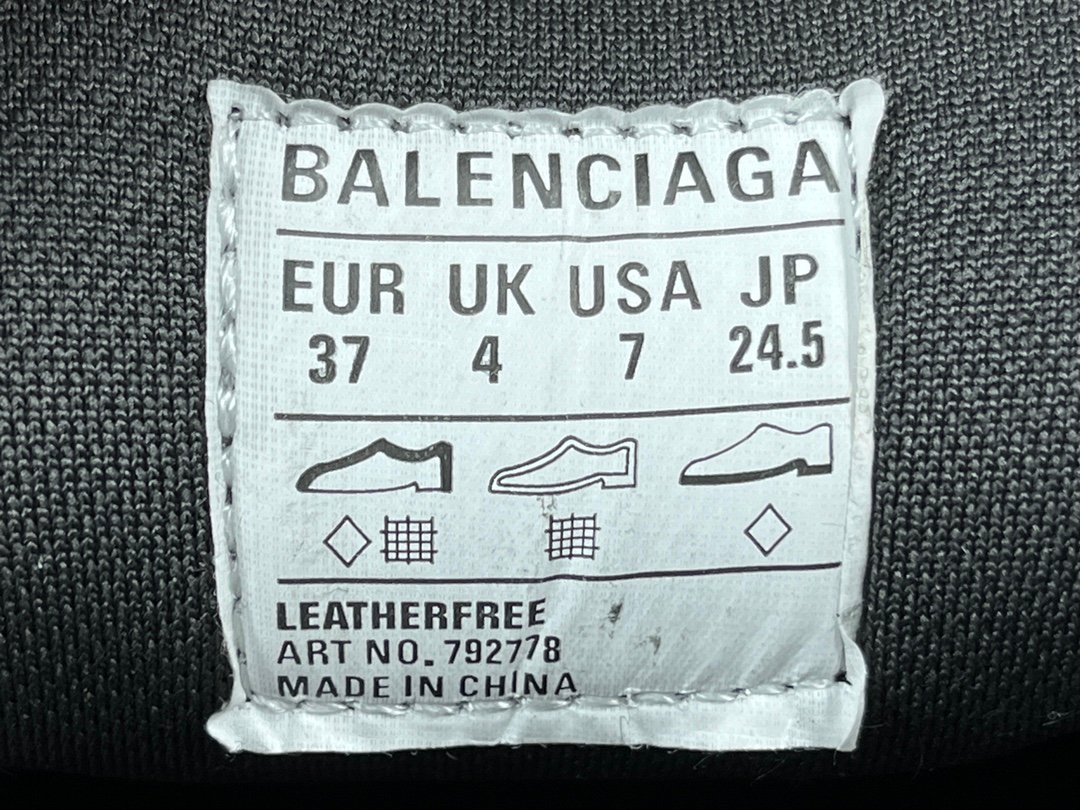 BALENCIAGA
EUR UK USA JP
37 4 7 24.5
LEATHERFREE
ART NO. 792778
MADE IN CHINA